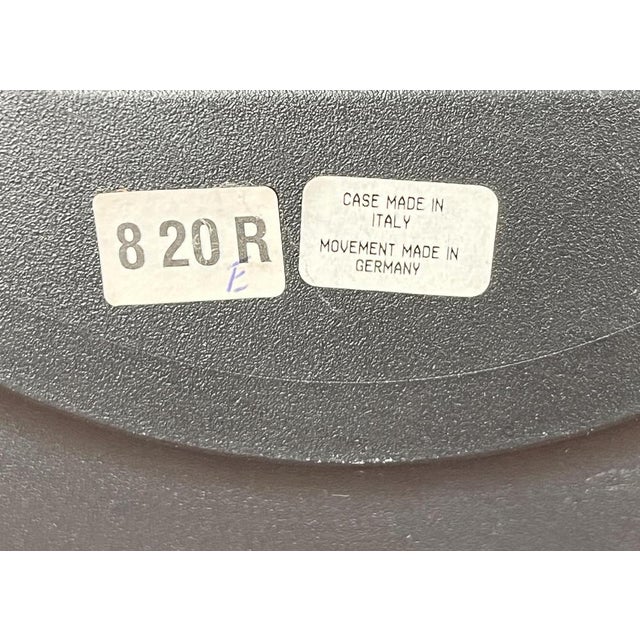 8 20 R
E
CASE MADE IN
ITALY
MOVEMENT MADE IN
GERMANY